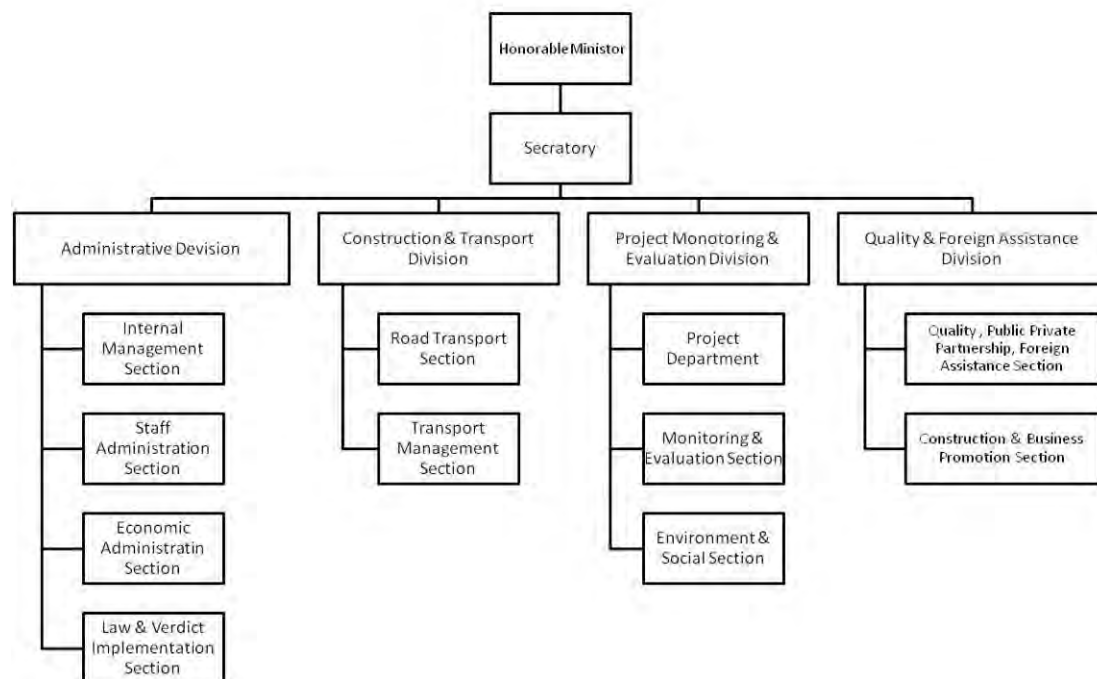 Honorable Ministor
Secratory
Administrative Devision
Construction & Transport
Division
Project Monotoring &
Evaluation Division
Quality & Foreign Assistance
Division
Internal
Management
Section
Staff
Administration
Section
Economic
Administratin
Section
Law & Verdict
Implementation
Section
Road Transport
Section
Transport
Management
Section
Project
Department
Monitoring &
Evaluation Section
Environment &
Social Section
Quality , Public Private
Partnership, Foreign
Assistance Section
Construction & Business
Promotion Section